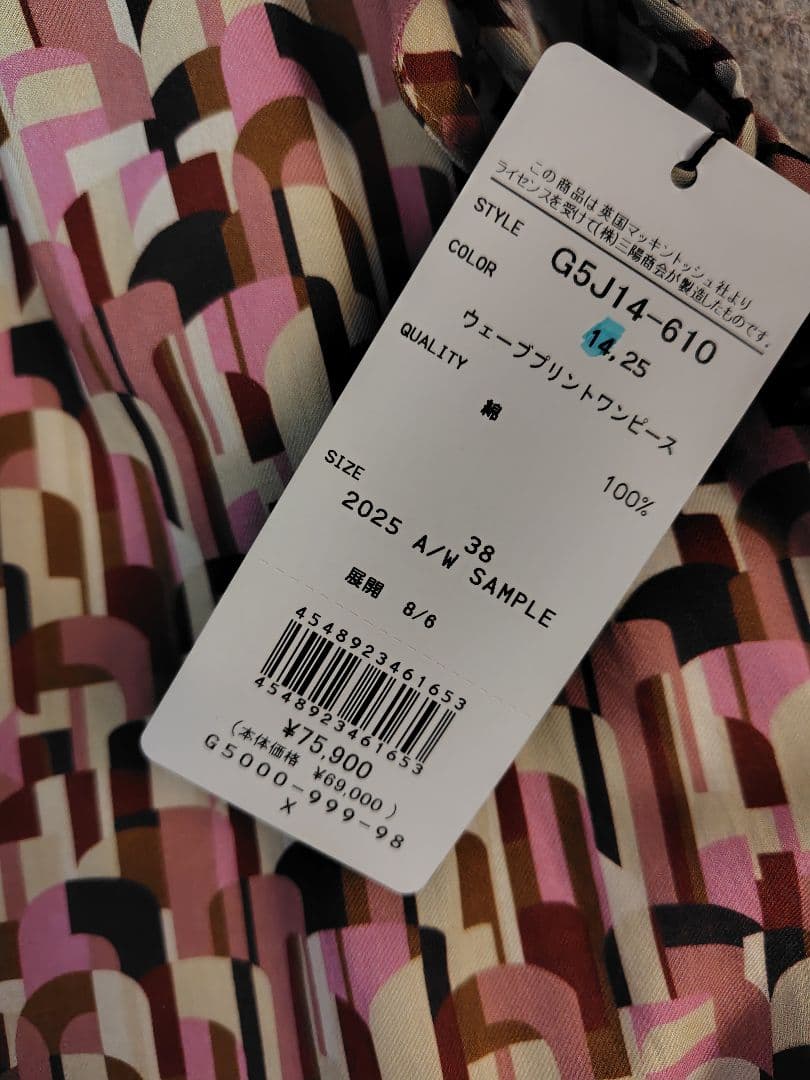 この商品は英国マッキントッシュ社より
ライセンスを受けて(株)三陽商会が製造したものです。
STYLE G5J14-610
COLOR 14,25
ウェーブプリントワンピース
QUALITY
綿 100%
SIZE 38
2025 A/W SAMPLE
展開 8/6
4548923461653
4548923461653
¥75,900
(本体価格 ¥69,000)
G5000-999-98
X